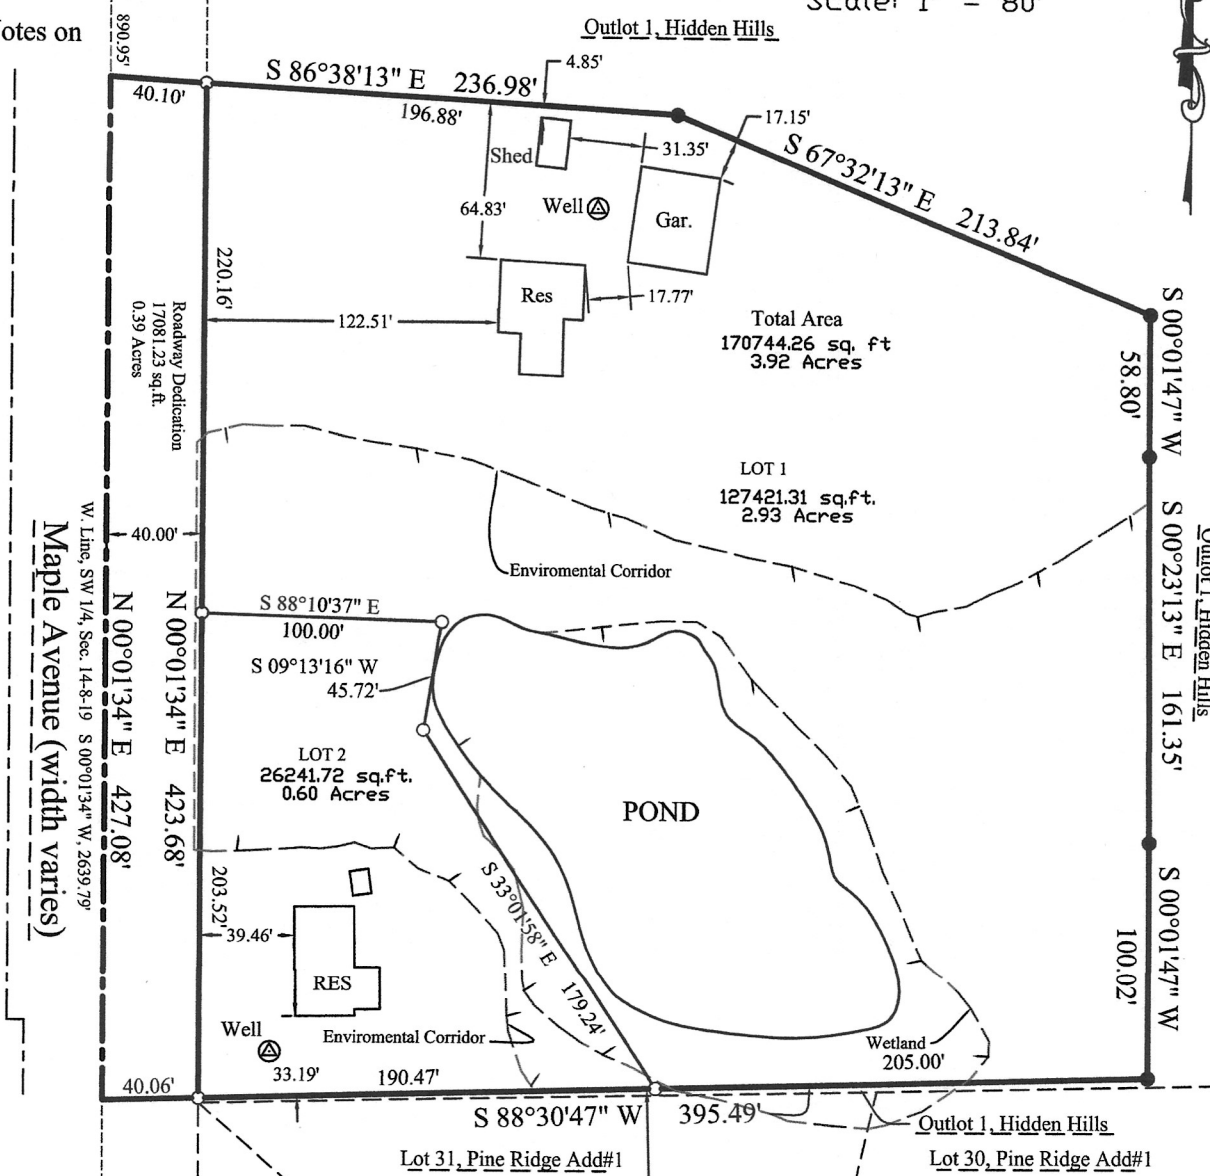 otes on
Scale: 1" = 80'
Outlot 1, Hidden Hills
890.95'
40.10'
S 86°38'13" E 236.98'
196.88'
4.85'
17.15'
S 67°32'13" E 213.84'
Shed
31.35'
64.83'
Well
Gar.
Res
17.77'
122.51'
220.16'
Roadway Dedication
17081.23 sq.ft.
0.39 Acres
Total Area
170744.26 sq. ft
3.92 Acres
S 00°01'47" W
58.80'
LOT 1
127421.31 sq.ft.
2.93 Acres
Enviromental Corridor
40.00'
S 00°23'13" E 161.35'
Outlot 1, Hidden Hills
Maple Avenue (width varies)
W. Line, SW 1/4, Sec. 14-8-19 S 00°01'34" W, 2639.79'
N 00°01'34" E 427.08'
N 00°01'34" E 423.68'
S 88°10'37" E
100.00'
S 09°13'16" W
45.72'
LOT 2
26241.72 sq.ft.
0.60 Acres
POND
203.52'
39.46'
RES
S 33°01'58" E 179.24'
S 00°01'47" W
100.02'
Well
Enviromental Corridor
Wetland
205.00'
40.06'
33.19'
190.47'
S 88°30'47" W 395.49'
Outlot 1, Hidden Hills
Lot 31, Pine Ridge Add#1
Lot 30, Pine Ridge Add#1